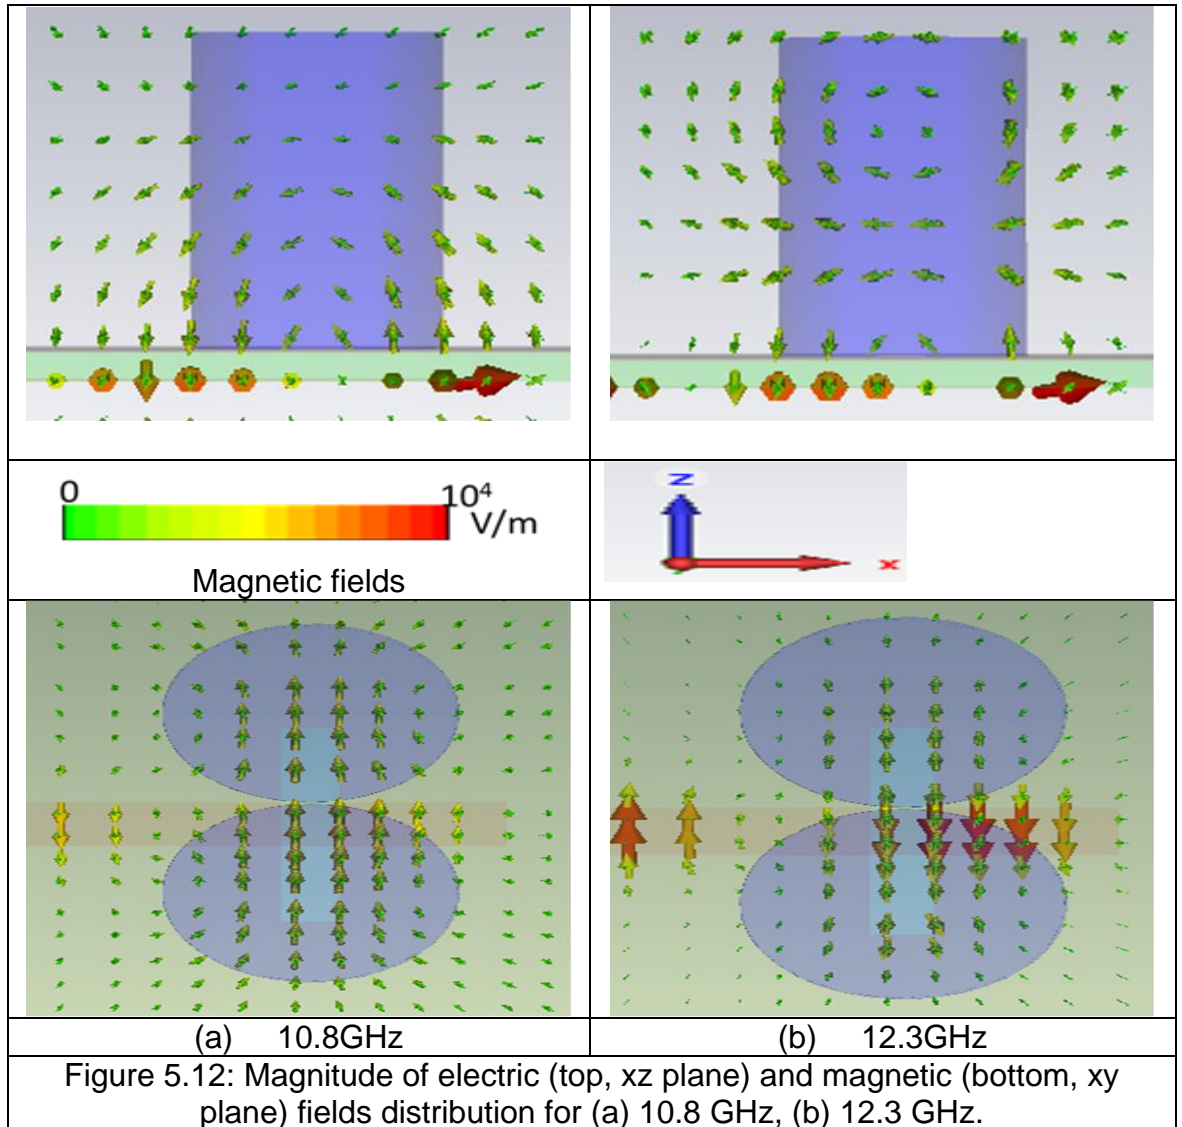 0
10⁴
V/m
Magnetic fields
Z
x
(a) 10.8GHz
(b) 12.3GHz
Figure 5.12: Magnitude of electric (top, xz plane) and magnetic (bottom, xy
plane) fields distribution for (a) 10.8 GHz, (b) 12.3 GHz.